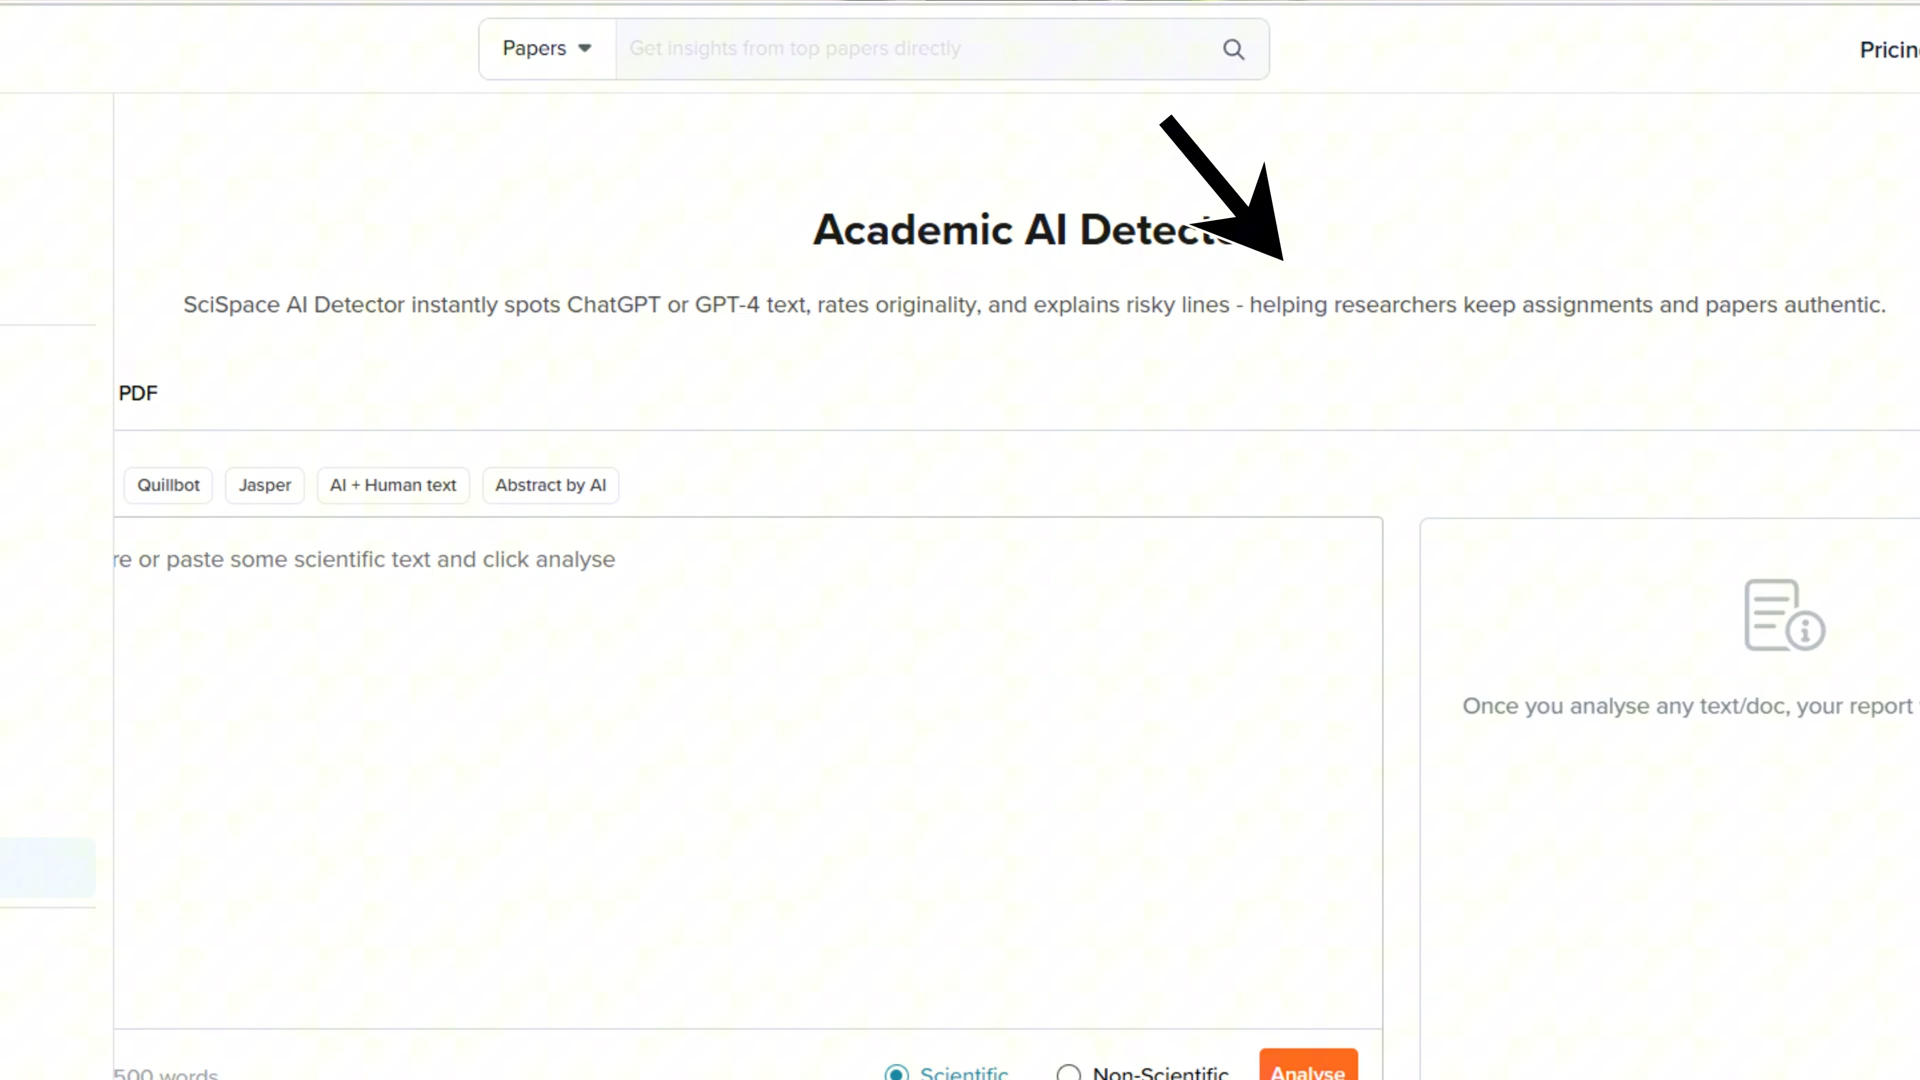 Papers Get insights from top papers directly
Pricin
Academic AI Detect
SciSpace AI Detector instantly spots ChatGPT or GPT-4 text, rates originality, and explains risky lines - helping researchers keep assignments and papers authentic.
PDF
Quillbot Jasper AI + Human text Abstract by AI
re or paste some scientific text and click analyse
Once you analyse any text/doc, your report
500 words Scientific Non-Scientific Analyse